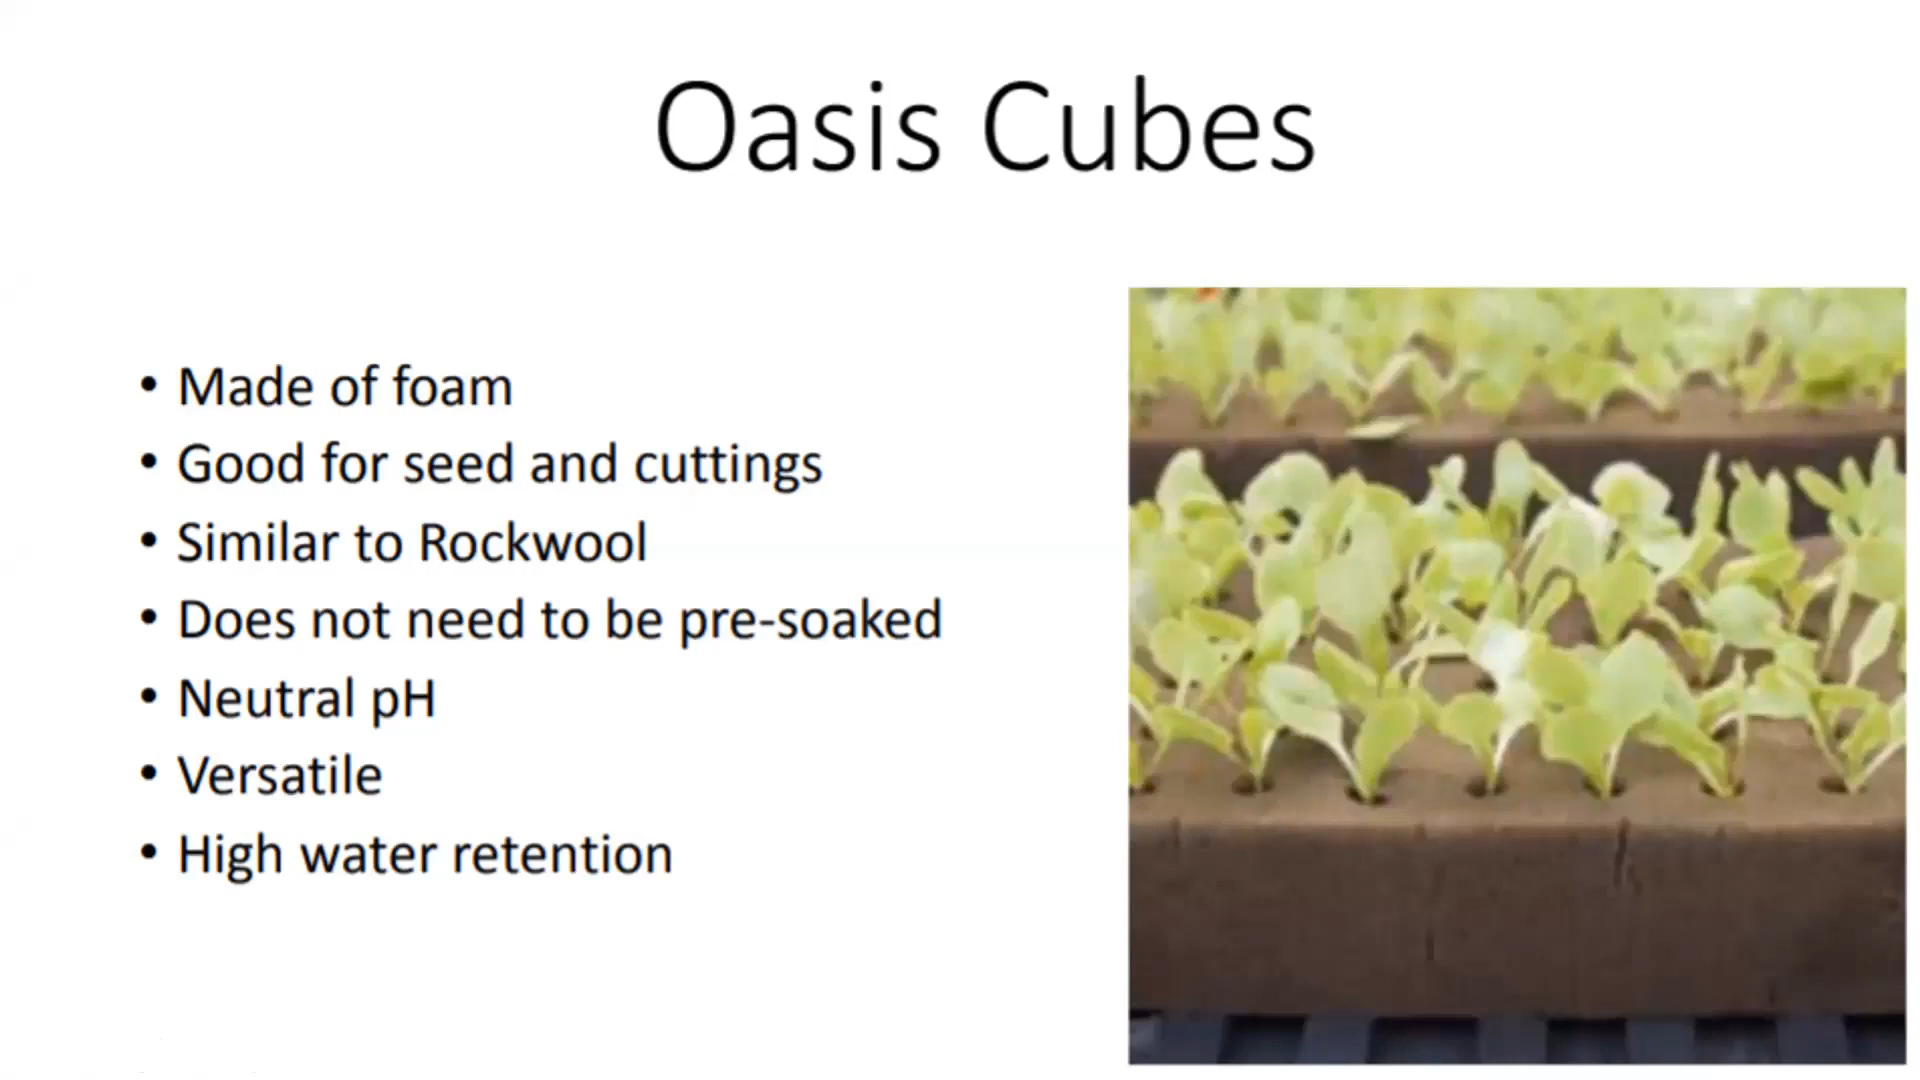 Oasis Cubes
• Made of foam
• Good for seed and cuttings
• Similar to Rockwool
• Does not need to be pre-soaked
• Neutral pH
• Versatile
• High water retention